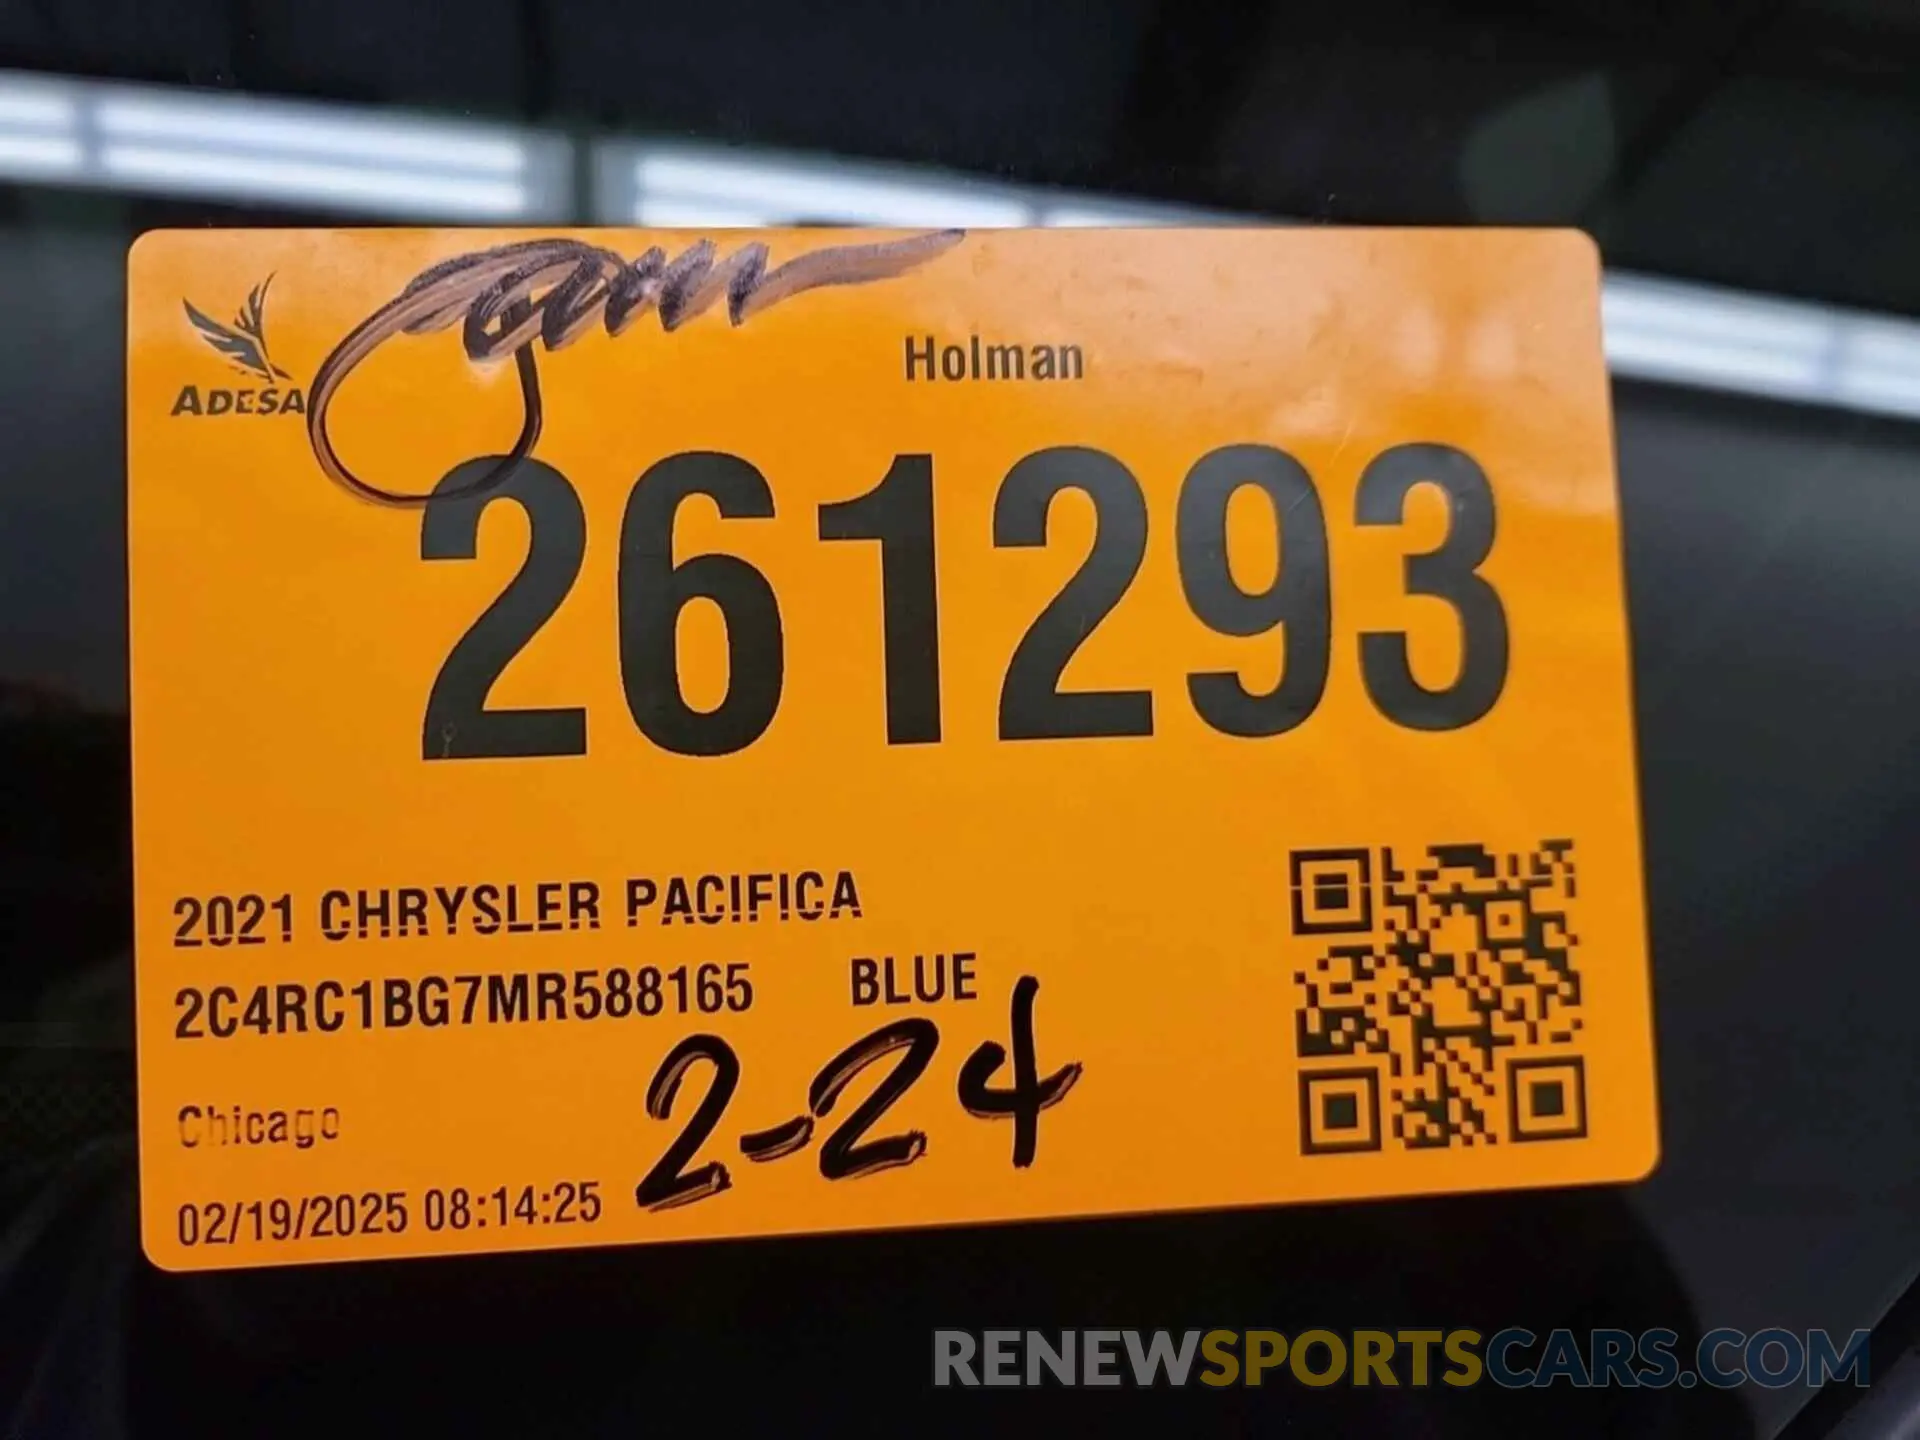 ADESA
Holman
261293
2021 CHRYSLER PACIFICA
2C4RC1BG7MR588165 BLUE
2-24
Chicago
02/19/2025 08:14:25
RENEWSPORTSCARS.COM